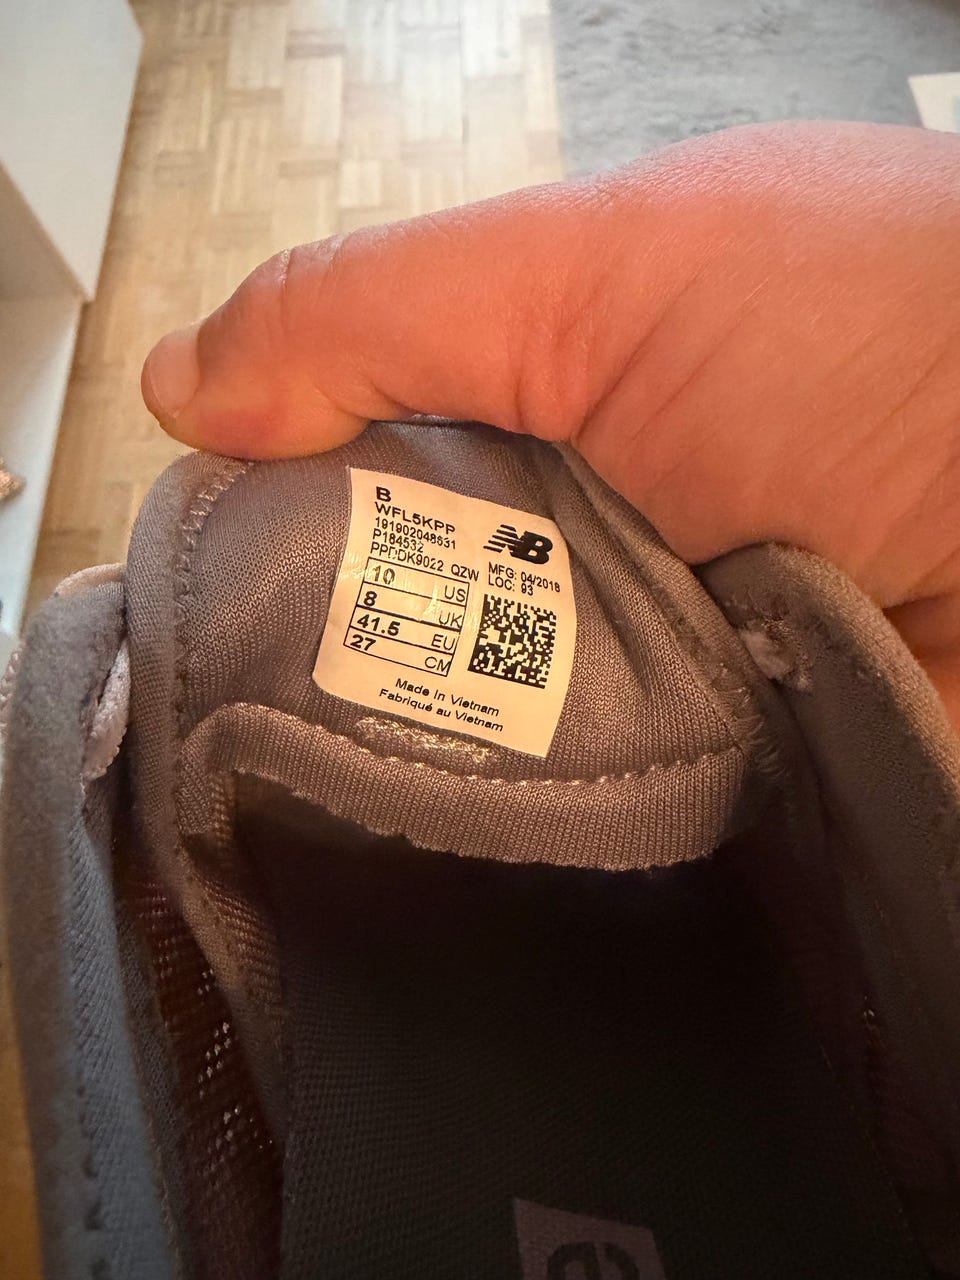 B
WFL5KPP
191902048631
P184532
PPDDK9022 QZW
NB
MFG: 04/2018
LOC: 93
10 US
8 UK
41.5 EU
27 CM
Made In Vietnam
Fabriqué au Vietnam